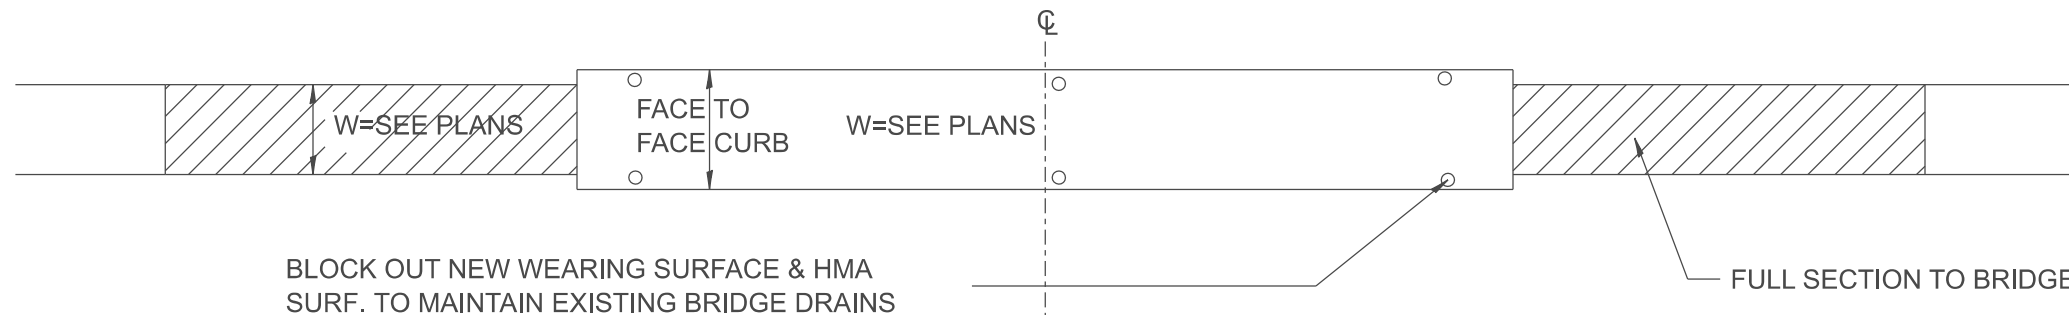 ℄
W=SEE PLANS
FACE TO
FACE CURB
W=SEE PLANS
BLOCK OUT NEW WEARING SURFACE & HMA
SURF. TO MAINTAIN EXISTING BRIDGE DRAINS
FULL SECTION TO BRIDGE